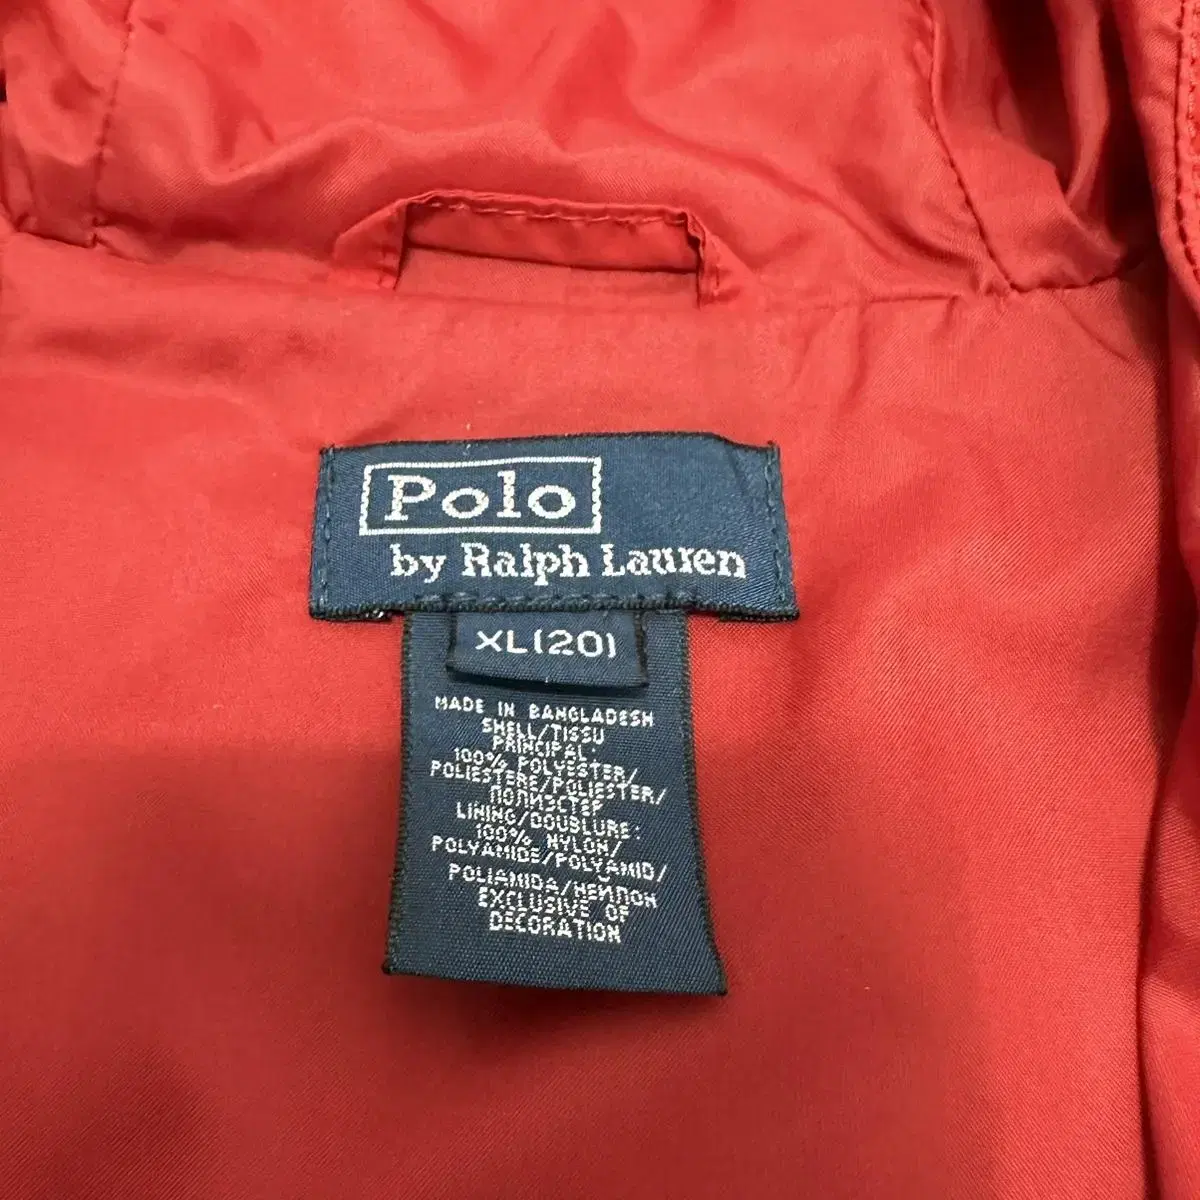 Polo
by Ralph Lauren
XL(20)
MADE IN BANGLADESH
SHELL/TISSU
PRINCIPAL:
100% POLYESTER/
POLIESTERE/POLIESTER/
ПОЛИЭСТЕР
LINING/DOUBLURE:
100% NYLON/
POLYAMIDE/POLYAMID/
POLIAMIDA/НЕЙЛОН
EXCLUSIVE OF
DECORATION